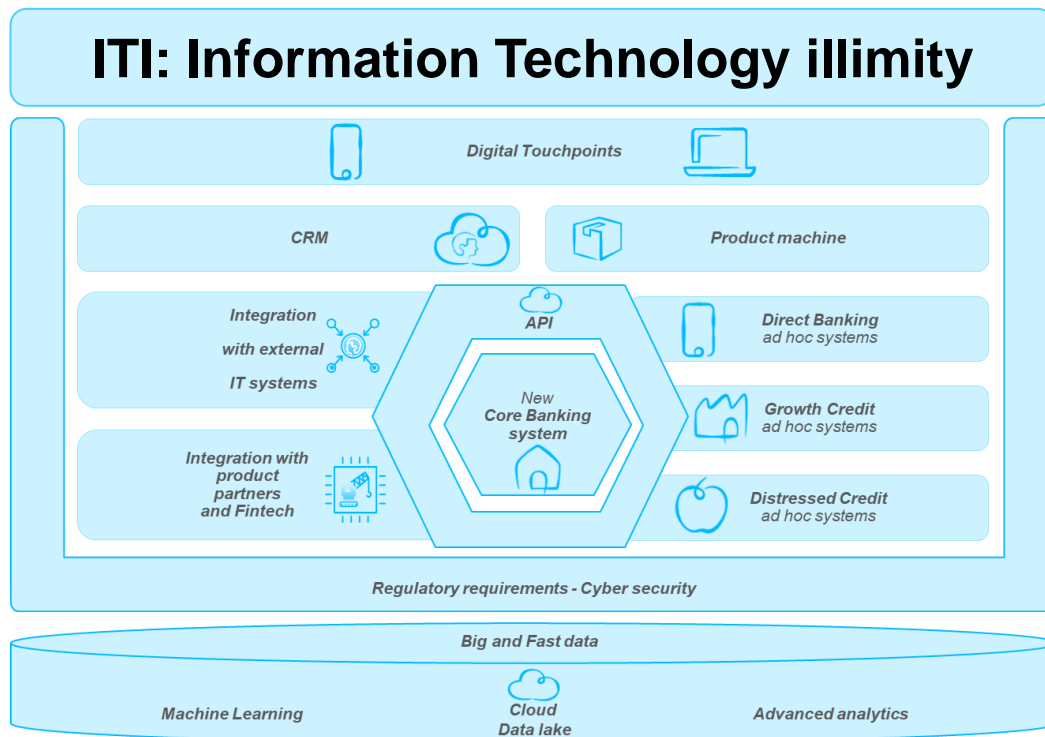 ITI: Information Technology illimity
Digital Touchpoints
CRM
Product machine
Integration
with external
IT systems
API
Direct Banking
ad hoc systems
New
Core Banking
system
Growth Credit
ad hoc systems
Integration with
product
partners
and Fintech
Distressed Credit
ad hoc systems
Regulatory requirements - Cyber security
Big and Fast data
Machine Learning
Cloud
Data lake
Advanced analytics